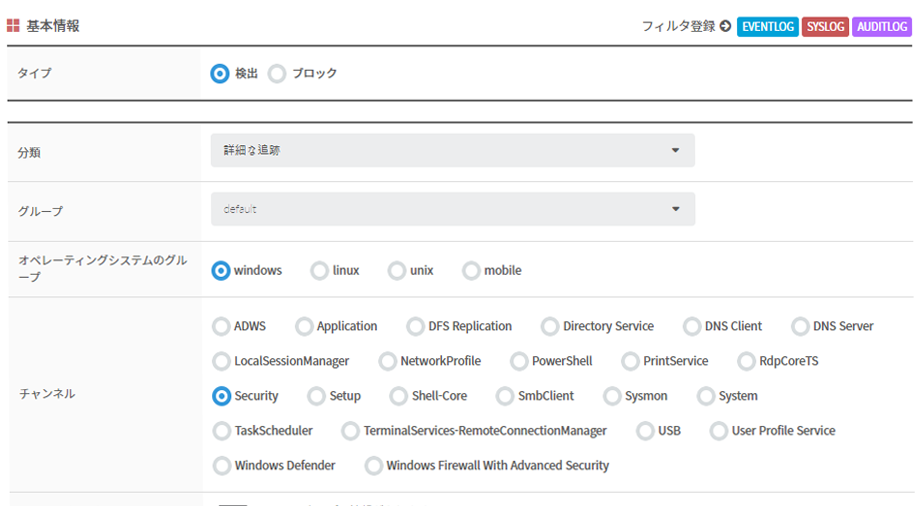 基本情報 フィルタ登録 EVENTLOG SYSLOG AUDITLOG
タイプ 検出 ブロック
分類 詳細な追跡
グループ default
オペレーティングシステムのグル
ープ
windows linux unix mobile
チャンネル
ADWS Application DFS Replication Directory Service DNS Client DNS Server
LocalSessionManager NetworkProfile PowerShell PrintService RdpCoreTS
Security Setup Shell-Core SmbClient Sysmon System
TaskScheduler TerminalServices-RemoteConnectionManager USB User Profile Service
Windows Defender Windows Firewall With Advanced Security